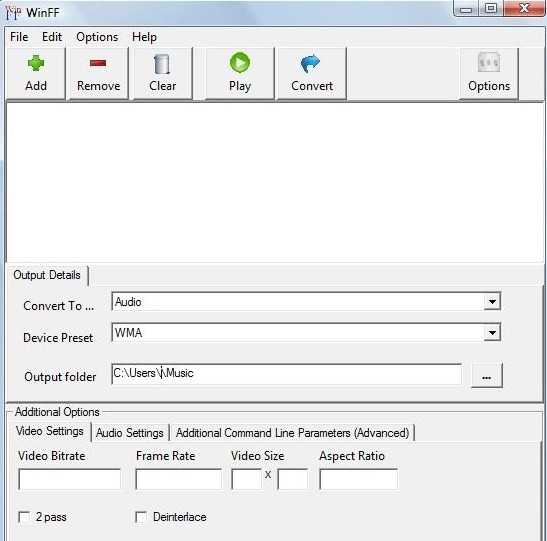 WinFF
File Edit Options Help
Add Remove Clear Play Convert Options
Output Details
Convert To ... Audio
Device Preset WMA
Output folder C:\Users\\Music ...
Additional Options
Video Settings Audio Settings Additional Command Line Parameters (Advanced)
Video Bitrate Frame Rate Video Size Aspect Ratio
X
2 pass Deinterlace